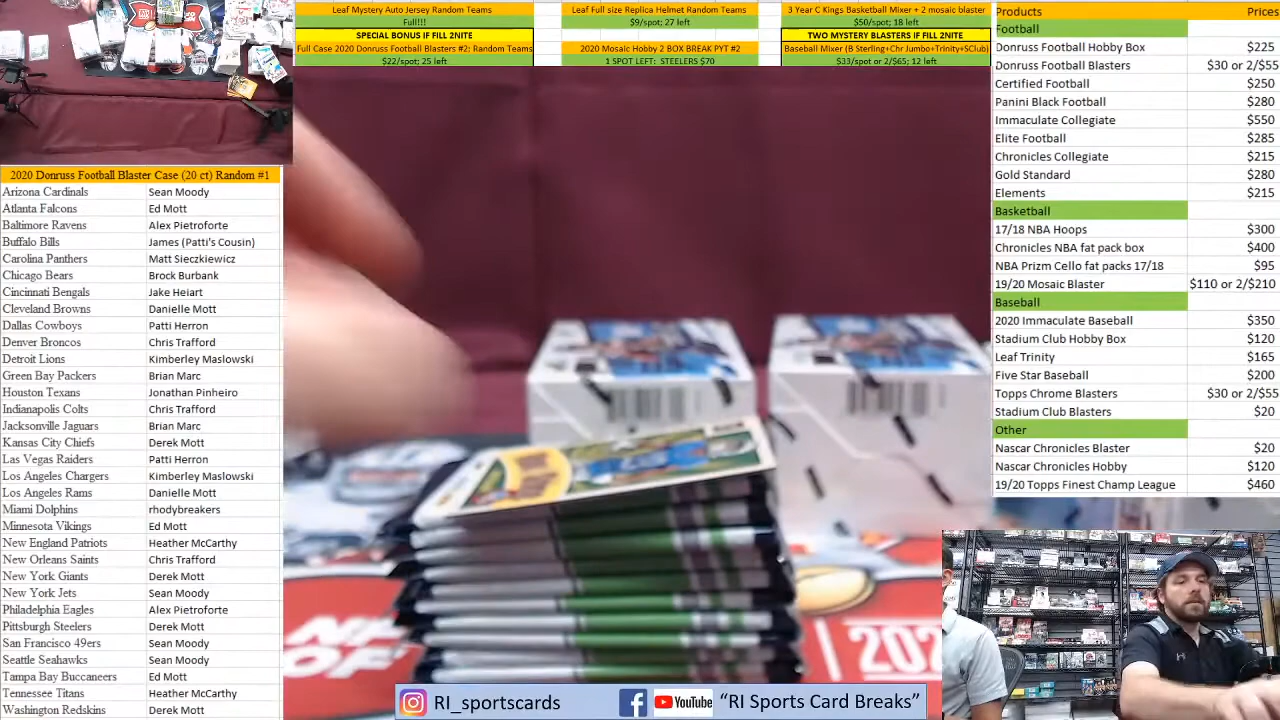 Leaf Mystery Auto Jersey Random Teams
Full!!!
SPECIAL BONUS IF FILL 2NITE
Full Case 2020 Donruss Football Blasters #2; Random Teams
$22/spot; 25 left
Leaf Full size Replica Helmet Random Teams
$9/spot; 27 left
2020 Mosaic Hobby 2 BOX BREAK PYT #2
1 SPOT LEFT: STEELERS $70
3 Year C Kings Basketball Mixer + 2 mosaic blaster
$50/spot; 18 left
TWO MYSTERY BLASTERS IF FILL 2NITE
Baseball Mixer (B Sterling+Chr Jumbo+Trinity+SClub)
$33/spot or 2/$65; 12 left
Products Prices
Football
Donruss Football Hobby Box $225
Donruss Football Blasters $30 or 2/$55
Certified Football $250
Panini Black Football $280
Immaculate Collegiate $550
Elite Football $285
Chronicles Collegiate $215
Gold Standard $280
Elements $215
Basketball
17/18 NBA Hoops $300
Chronicles NBA fat pack box $400
NBA Prizm Cello fat packs 17/18 $95
19/20 Mosaic Blaster $110 or 2/$210
Baseball
2020 Immaculate Baseball $350
Stadium Club Hobby Box $120
Leaf Trinity $165
Five Star Baseball $200
Topps Chrome Blasters $30 or 2/$55
Stadium Club Blasters $20
Other
Nascar Chronicles Blaster $20
Nascar Chronicles Hobby $120
19/20 Topps Finest Champ League $460
2020 Donruss Football Blaster Case (20 ct) Random #1
Arizona Cardinals Sean Moody
Atlanta Falcons Ed Mott
Baltimore Ravens Alex Pietroforte
Buffalo Bills James (Patti's Cousin)
Carolina Panthers Matt Sieczkiewicz
Chicago Bears Brock Burbank
Cincinnati Bengals Jake Heiart
Cleveland Browns Danielle Mott
Dallas Cowboys Patti Herron
Denver Broncos Chris Trafford
Detroit Lions Kimberley Maslowski
Green Bay Packers Brian Marc
Houston Texans Jonathan Pinheiro
Indianapolis Colts Chris Trafford
Jacksonville Jaguars Brian Marc
Kansas City Chiefs Derek Mott
Las Vegas Raiders Patti Herron
Los Angeles Chargers Kimberley Maslowski
Los Angeles Rams Danielle Mott
Miami Dolphins rhodybreakers
Minnesota Vikings Ed Mott
New England Patriots Heather McCarthy
New Orleans Saints Chris Trafford
New York Giants Derek Mott
New York Jets Sean Moody
Philadelphia Eagles Alex Pietroforte
Pittsburgh Steelers Derek Mott
San Francisco 49ers Sean Moody
Seattle Seahawks Sean Moody
Tampa Bay Buccaneers Ed Mott
Tennessee Titans Heather McCarthy
Washington Redskins Derek Mott
202
RI_sportscards YouTube "RI Sports Card Breaks"